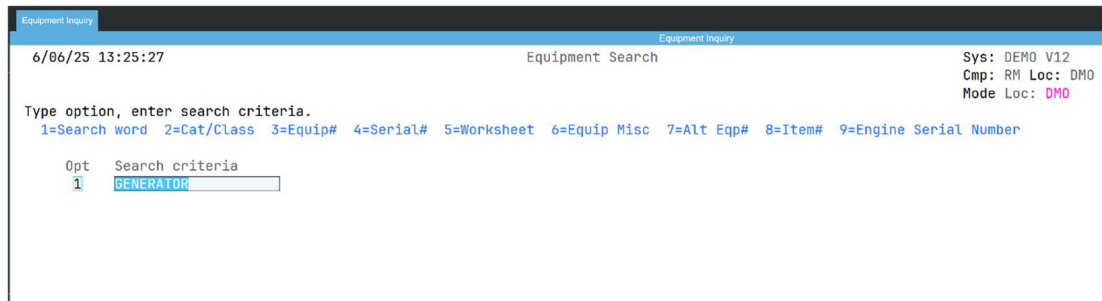 Equipment Inquiry
Equipment Inquiry
6/06/25 13:25:27 Equipment Search Sys: DEMO V12
Cmp: RM Loc: DMO
Mode Loc: DMO
Type option, enter search criteria.
1=Search word 2=Cat/Class 3=Equip# 4=Serial# 5=Worksheet 6=Equip Misc 7=Alt Eqp# 8=Item# 9=Engine Serial Number
Opt Search criteria
1 GENERATOR